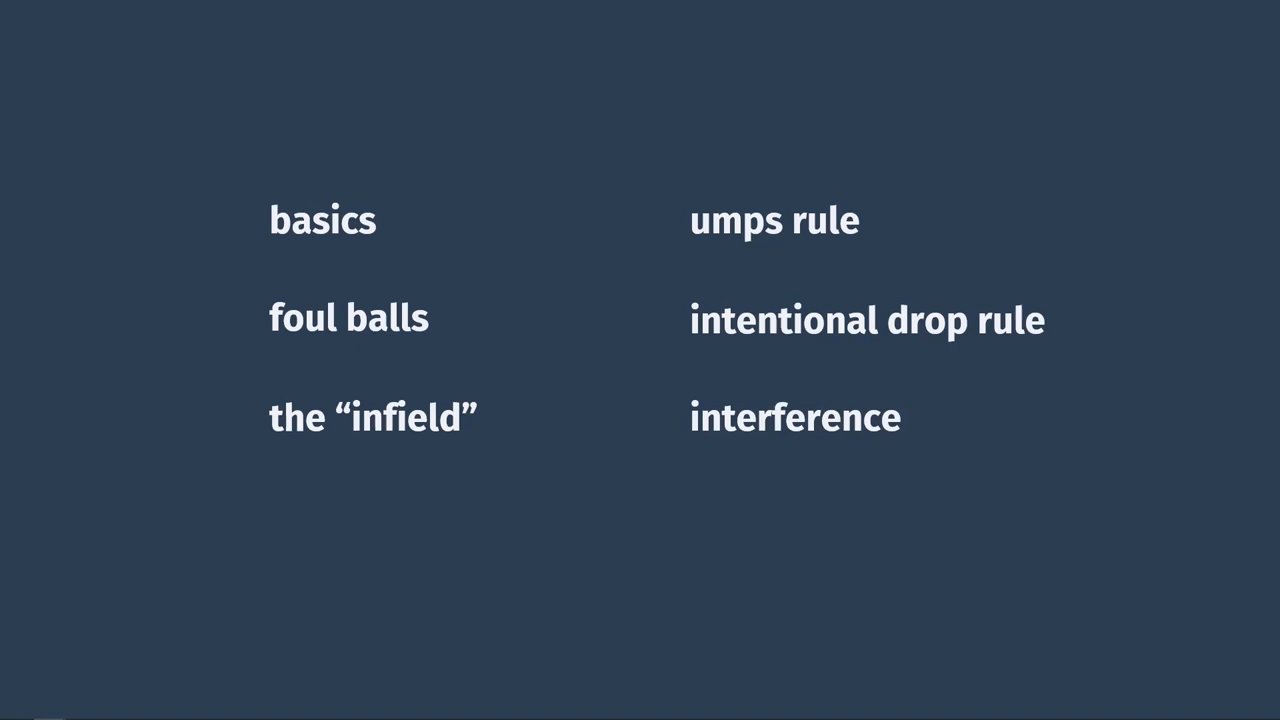 basics
foul balls
the “infield”
umps rule
intentional drop rule
interference